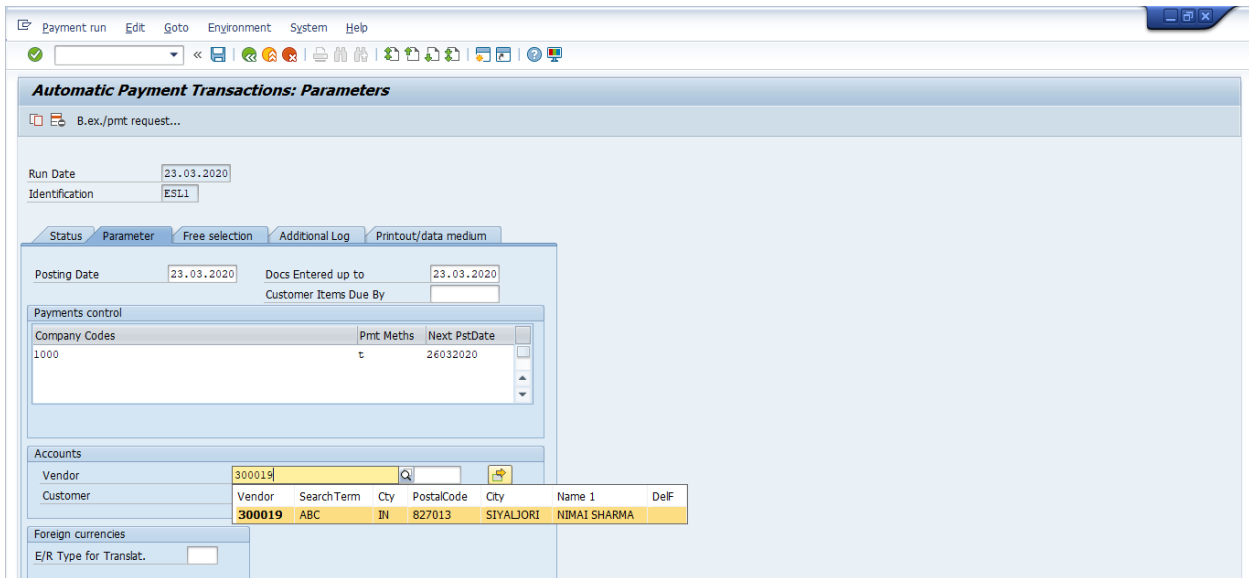 Payment run Edit Goto Environment System Help
Automatic Payment Transactions: Parameters
B.ex./pmt request...
Run Date 23.03.2020
Identification ESL1
Status Parameter Free selection Additional Log Printout/data medium
Posting Date 23.03.2020 Docs Entered up to 23.03.2020
Customer Items Due By
Payments control
Company Codes Pmt Meths Next PstDate
1000 t 26032020
Accounts
Vendor 300019
Customer
Vendor SearchTerm Cty PostalCode City Name 1 DelF
300019 ABC IN 827013 SIYALJORI NIMAI SHARMA
Foreign currencies
E/R Type for Translat.